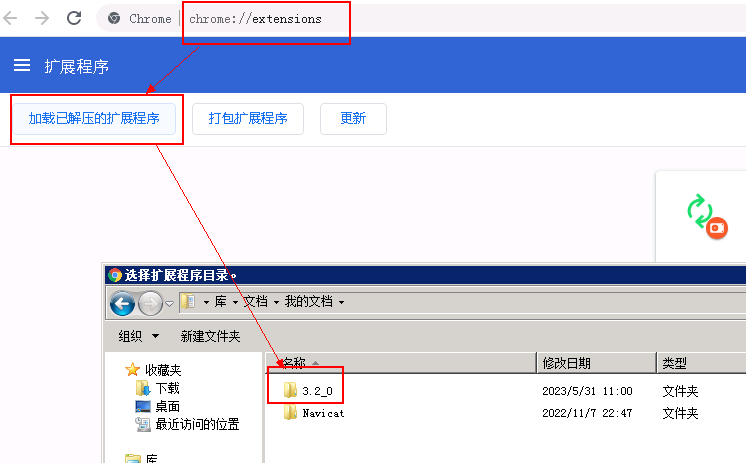 Chrome | chrome://extensions
扩展程序
加载已解压的扩展程序 打包扩展程序 更新
选择扩展程序目录。
库 文档 我的文档
组织 新建文件夹
名称 修改日期 类型
收藏夹
下载
桌面
最近访问的位置
库
3.2_0 2023/5/31 11:00 文件夹
Navicat 2022/11/7 22:47 文件夹